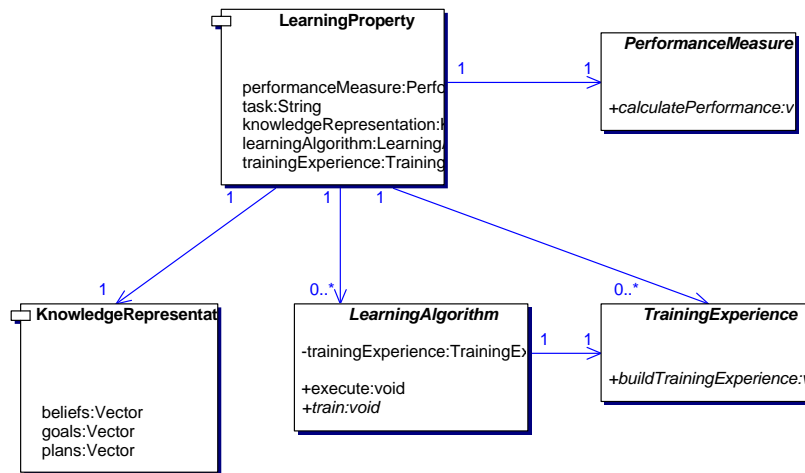 LearningProperty
performanceMeasure:Perfo
task:String
knowledgeRepresentation:K
learningAlgorithm:LearningA
trainingExperience:Training
PerformanceMeasure
+calculatePerformance:v
1
1
1
1
1
1
0..*
0..*
KnowledgeRepresentat
beliefs:Vector
goals:Vector
plans:Vector
LearningAlgorithm
-trainingExperience:TrainingEx
+execute:void
+train:void
1
1
TrainingExperience
+buildTrainingExperience:v